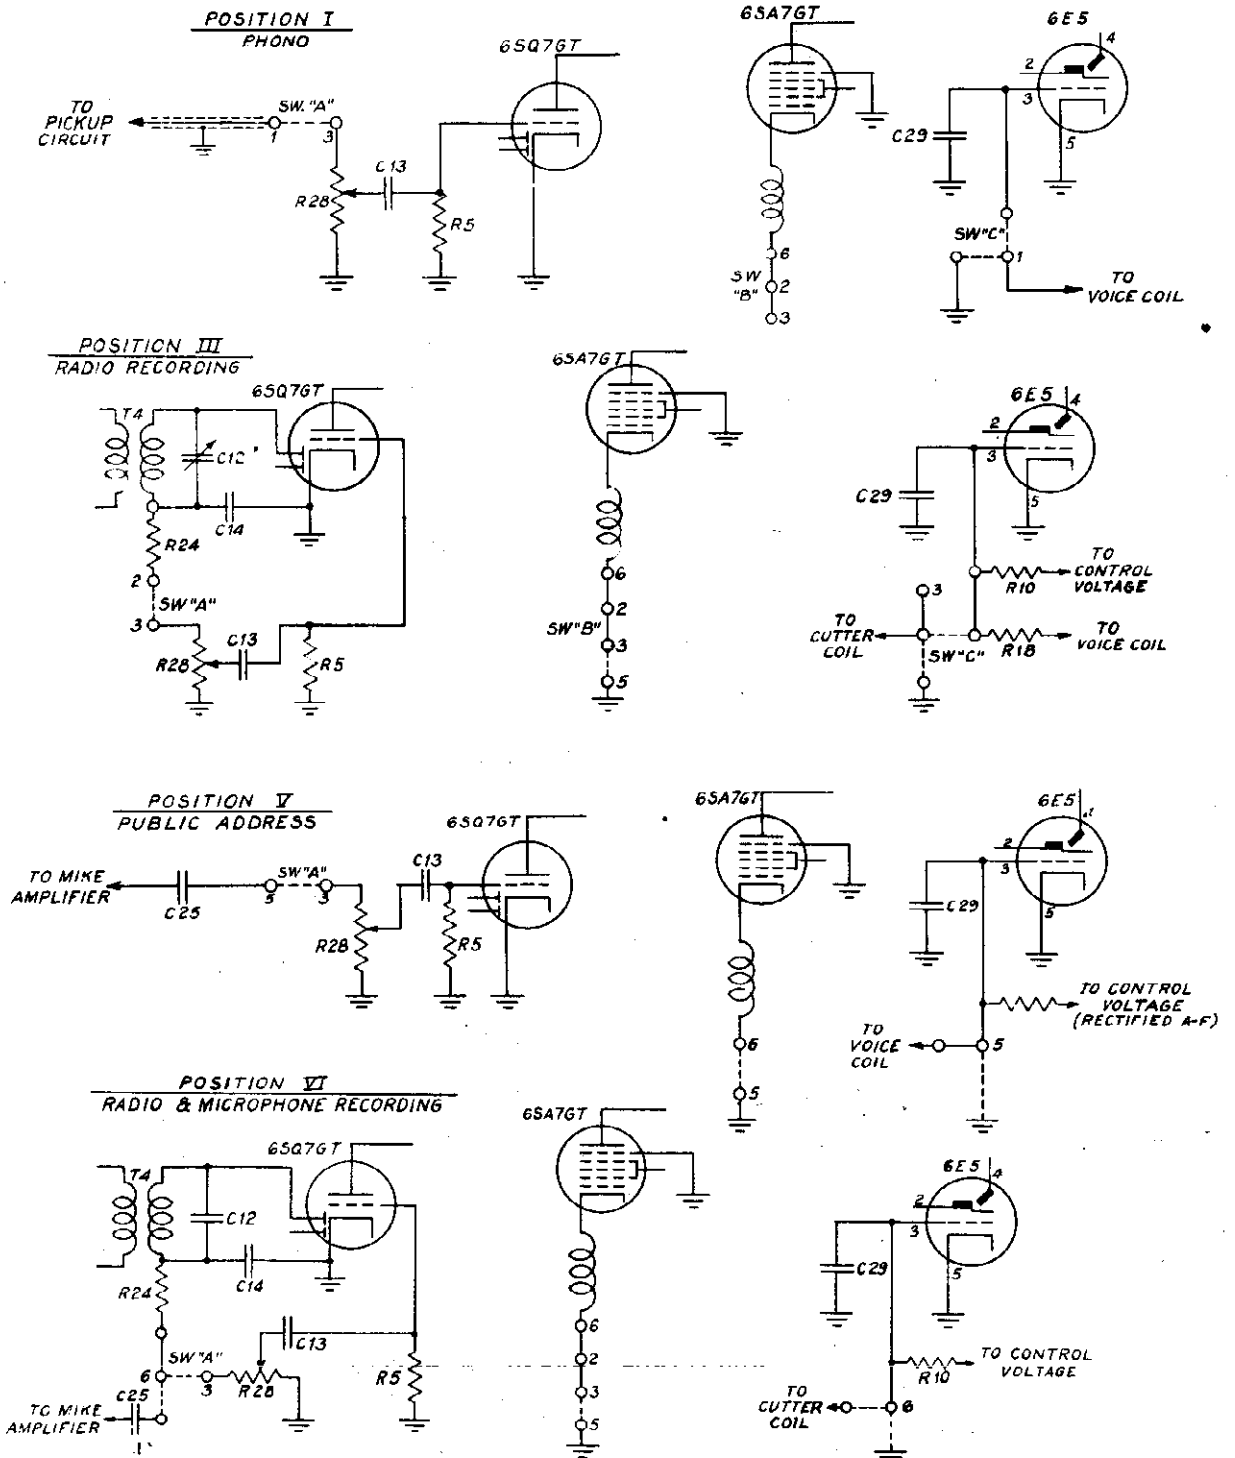 POSITION I
PHONO
6SQ7GT
TO
PICKUP
CIRCUIT
SW. "A"
1
3
R28
C13
R5
6SA7GT
6
SW
"B"
2
3
6E5
4
2
3
5
C29
SW"C"
1
TO
VOICE COIL
POSITION III
RADIO RECORDING
6SQ7GT
T4
C12
C14
R24
2
SW"A"
3
R28
C13
R5
6SA7GT
6
2
SW"B"
3
5
6E5
4
2
3
5
C29
TO
CONTROL
VOLTAGE
R10
3
TO
CUTTER
COIL
SW"C"
R18
TO
VOICE COIL
POSITION V
PUBLIC ADDRESS
6SQ7GT
TO MIKE
AMPLIFIER
C25
5
SW"A"
3
C13
R28
R5
6SA7GT
6
5
6E5
2
3
5
C29
TO CONTROL
VOLTAGE
(RECTIFIED A-F)
TO
VOICE
COIL
5
POSITION VI
RADIO & MICROPHONE RECORDING
6SQ7GT
T4
C12
C14
R24
C13
SW"A"
6
3
R28
R5
C25
TO MIKE
AMPLIFIER
6SA7GT
6
2
3
5
6E5
4
2
3
5
C29
R10
TO CONTROL
VOLTAGE
TO
CUTTER
COIL
6